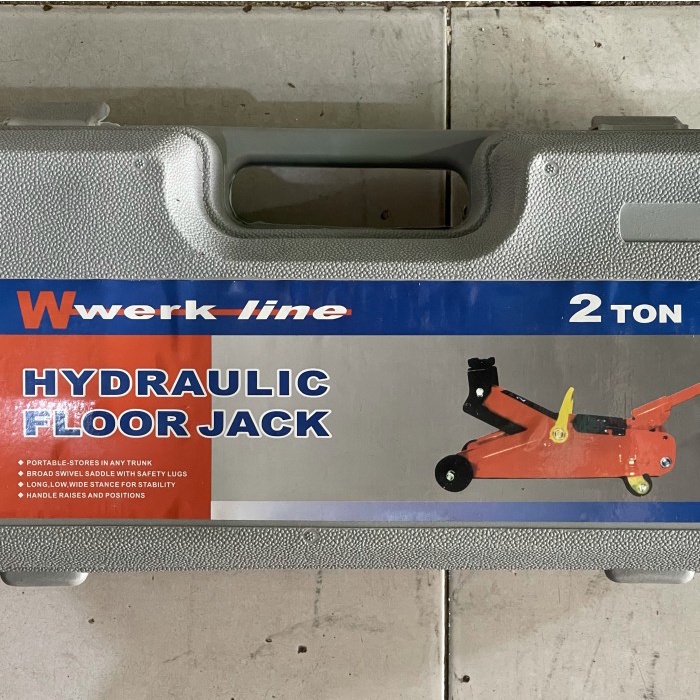 W werk line
2 TON
HYDRAULIC
FLOOR JACK
◆ PORTABLE-STORES IN ANY TRUNK
◆ BROAD SWIVEL SADDLE WITH SAFETY LUGS
◆ LONG,LOW,WIDE STANCE FOR STABILITY
◆ HANDLE RAISES AND POSITIONS